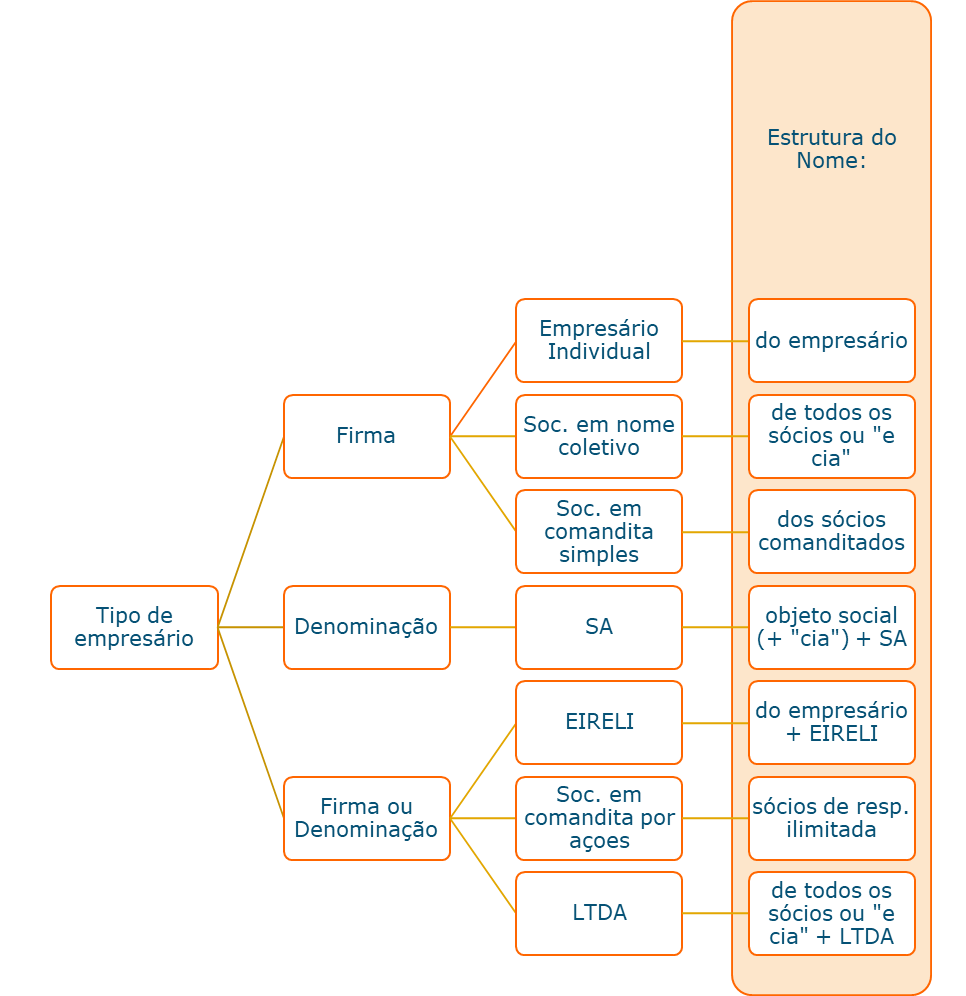 Estrutura do
Nome:
Tipo de
empresário
Firma
Empresário
Individual
do empresário
Soc. em nome
coletivo
de todos os
sócios ou "e
cia"
Soc. em
comandita
simples
dos sócios
comanditados
Denominação
SA
objeto social
(+ "cia") + SA
Firma ou
Denominação
EIRELI
do empresário
+ EIRELI
Soc. em
comandita por
açoes
sócios de resp.
ilimitada
LTDA
de todos os
sócios ou "e
cia" + LTDA